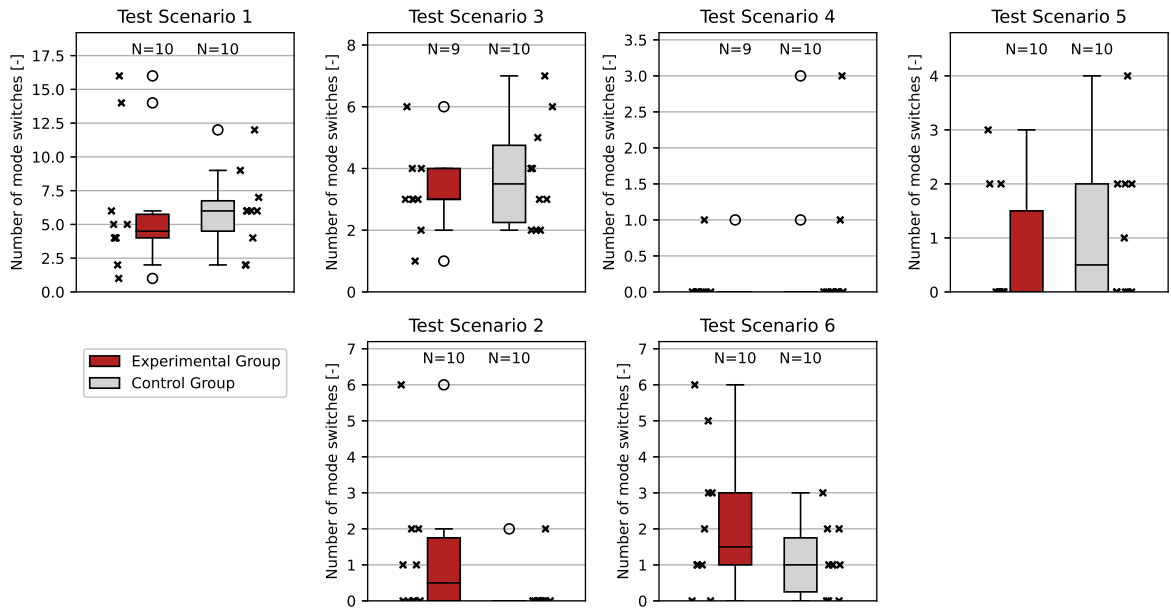 Test Scenario 1
Number of mode switches [-]
17.5
15.0
12.5
10.0
7.5
5.0
2.5
0.0
N=10
N=10
Test Scenario 3
Number of mode switches [-]
8
6
4
2
0
N=9
N=10
Test Scenario 4
Number of mode switches [-]
3.5
3.0
2.5
2.0
1.5
1.0
0.5
0.0
N=9
N=10
Test Scenario 5
Number of mode switches [-]
4
3
2
1
0
N=10
N=10
Experimental Group
Control Group
Test Scenario 2
Number of mode switches [-]
7
6
5
4
3
2
1
0
N=10
N=10
Test Scenario 6
Number of mode switches [-]
7
6
5
4
3
2
1
0
N=10
N=10